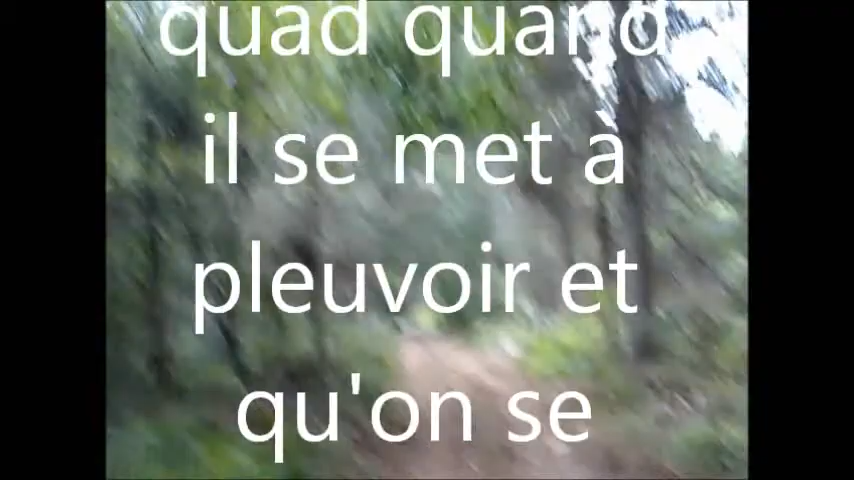 quad quand
il se met à
pleuvoir et
qu'on se